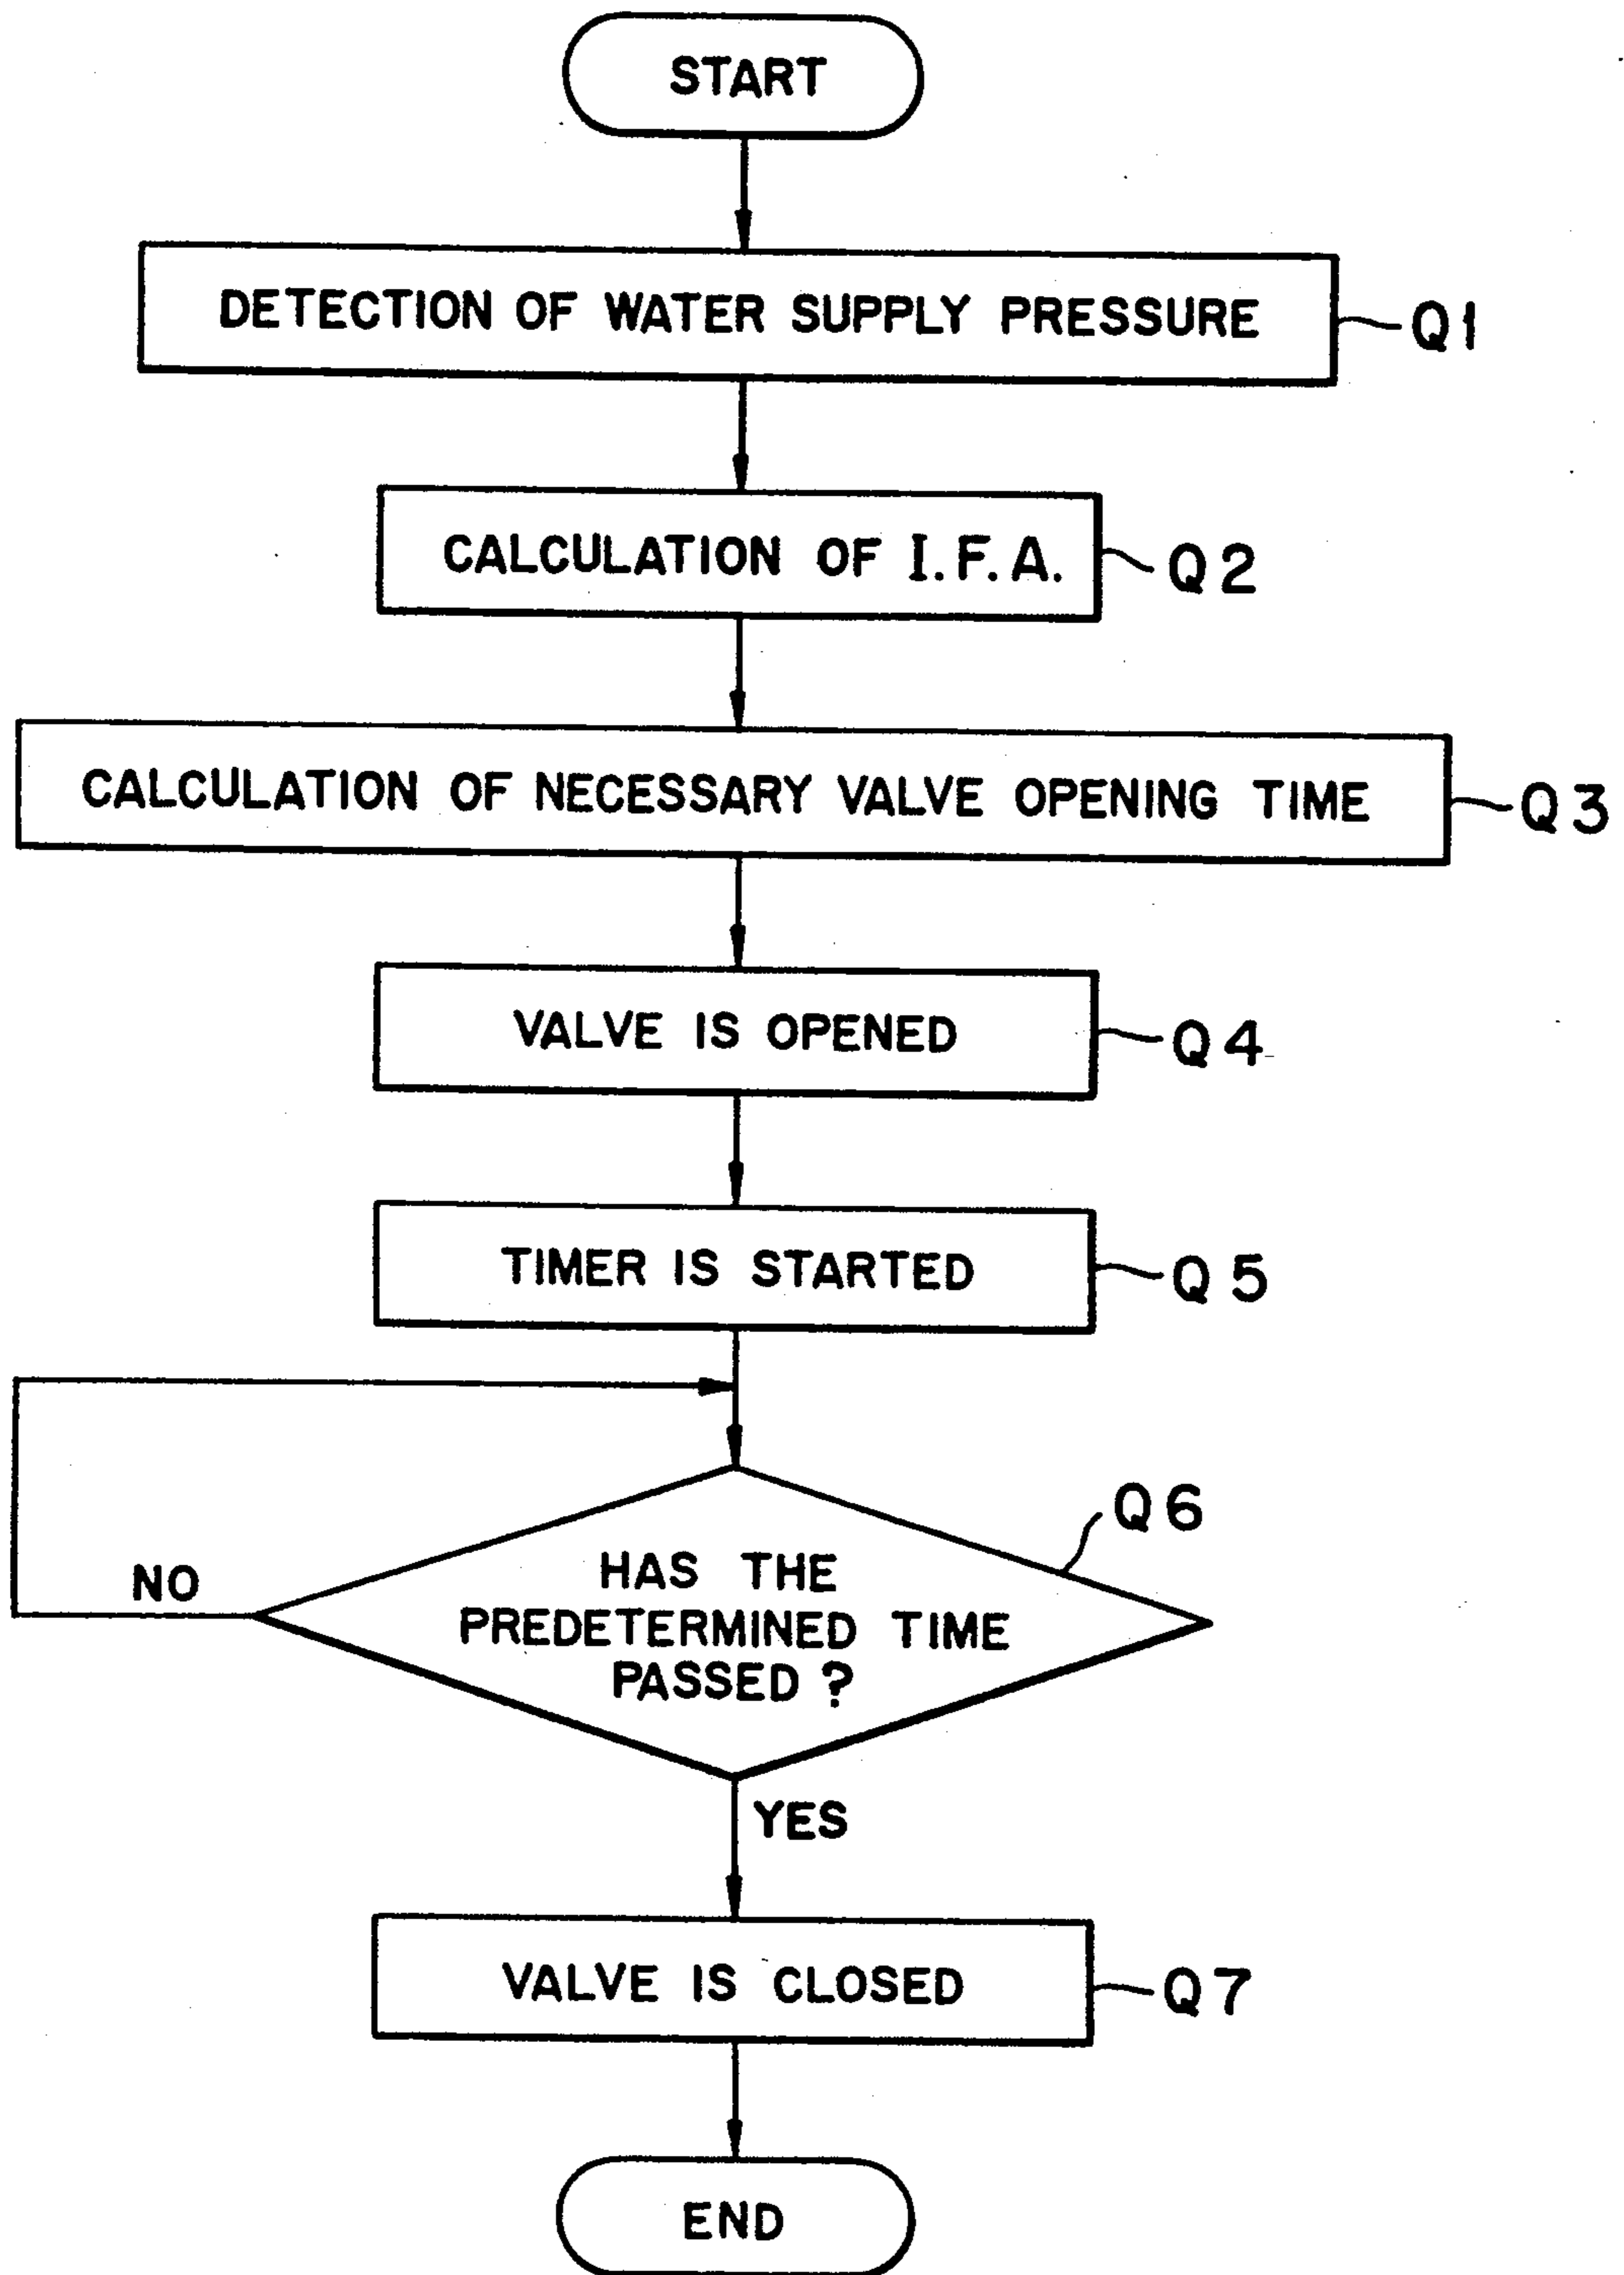 START
DETECTION OF WATER SUPPLY PRESSURE
Q1
CALCULATION OF I.F.A.
Q2
CALCULATION OF NECESSARY VALVE OPENING TIME
Q3
VALVE IS OPENED
Q4
TIMER IS STARTED
Q5
Q6
HAS THE
NO
PREDETERMINED TIME
PASSED ?
YES
VALVE IS CLOSED
Q7
END